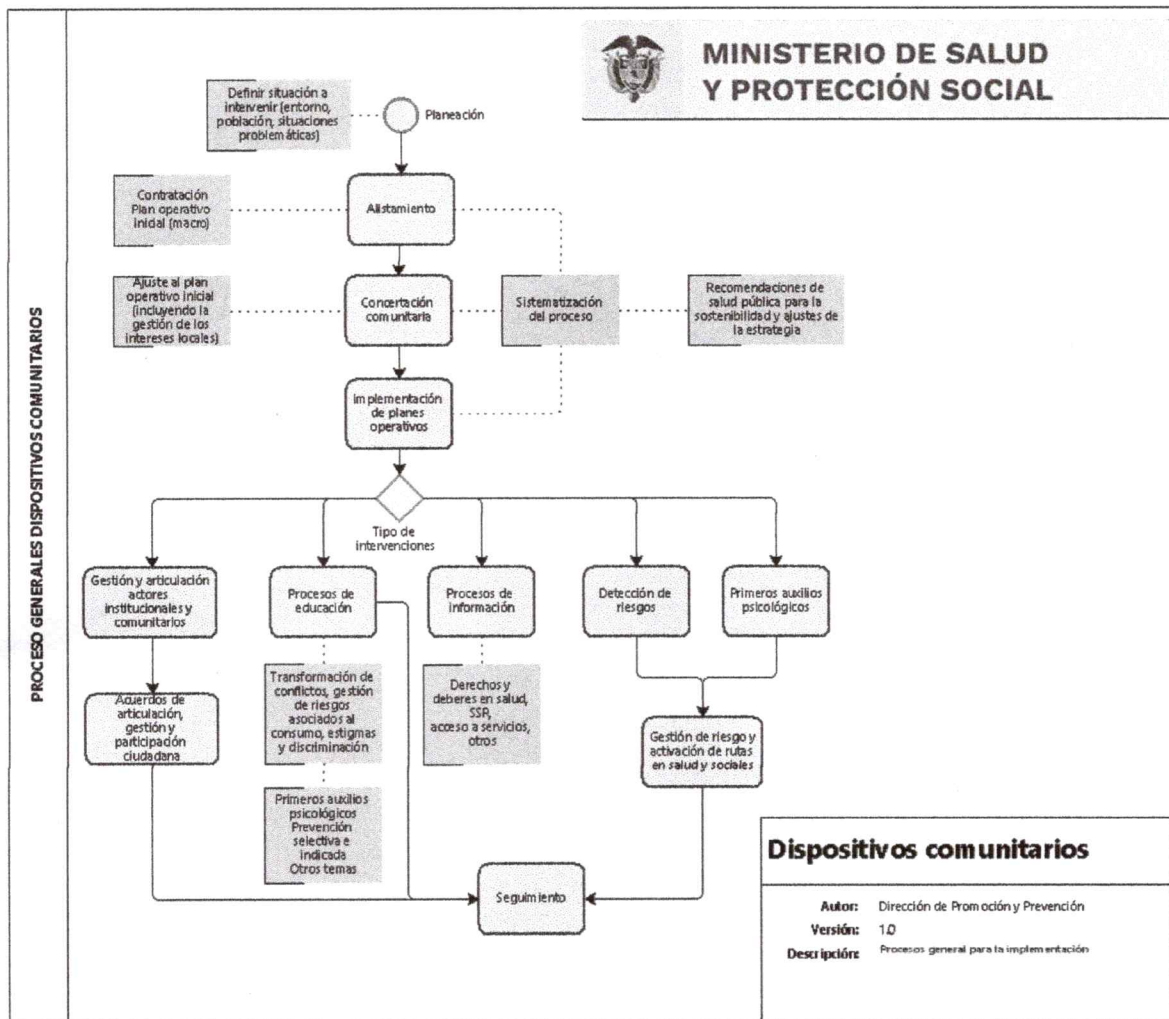 MINISTERIO DE SALUD
Y PROTECCIÓN SOCIAL
PROCESO GENERALES DISPOSITIVOS COMUNITARIOS
Definir situación a
intervenir (entorno,
población, situaciones
problemáticas)
Planeación
Contratación
Plan operativo
inicial (macro)
Alistamiento
Ajuste al plan
operativo inicial
(incluyendo la
gestión de los
intereses locales)
Concertación
comunitaria
Sistematización
del proceso
Recomendaciones de
salud pública para la
sostenibilidad y ajustes de
la estrategia
Implementación
de planes
operativos
Tipo de
intervenciones
Gestión y articulación
actores
institucionales y
comunitarios
Procesos de
educación
Procesos de
información
Detección de
riesgos
Primeros auxilios
psicológicos
Acuerdos de
articulación,
gestión y
participación
ciudadana
Transformación de
conflictos, gestión
de riesgos
asociados al
consumo, estigmas
y discriminación
Derechos y
deberes en salud,
SSR,
acceso a servicios,
otros
Gestión de riesgo y
activación de rutas
en salud y sociales
Primeros auxilios
psicológicos
Prevención
selectiva e
indicada
Otros temas
Seguimiento
Dispositivos comunitarios
Autor: Dirección de Promoción y Prevención
Versión: 1.0
Descripción: Procesos general para la implementación